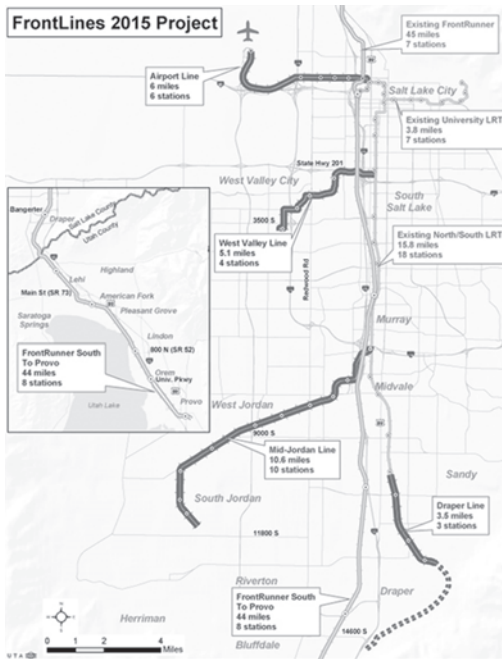 FrontLines 2015 Project
Existing FrontRunner
45 miles
7 stations
Airport Line
6 miles
6 stations
Salt Lake City
Existing University LRT
3.8 miles
7 stations
State Hwy 201
West Valley City
South
Salt Lake
3500 S
West Valley Line
5.1 miles
4 stations
Redwood Rd
Existing North/South LRT
15.8 miles
18 stations
Bangerter
Draper
Salt Lake County
Utah County
Lehi
Highland
Main St (SR 73)
American Fork
Pleasant Grove
Saratoga
Springs
Lindon
800 N (SR 52)
FrontRunner South
To Provo
44 miles
8 stations
Orem
Univ. Pkwy
Provo
Utah Lake
Murray
Midvale
West Jordan
9000 S
Mid-Jordan Line
10.6 miles
10 stations
Sandy
South Jordan
Draper Line
3.5 miles
3 stations
11800 S
Riverton
FrontRunner South
To Provo
44 miles
8 stations
Draper
Herriman
14600 S
Bluffdale
0 1 2 4
Miles
UTA